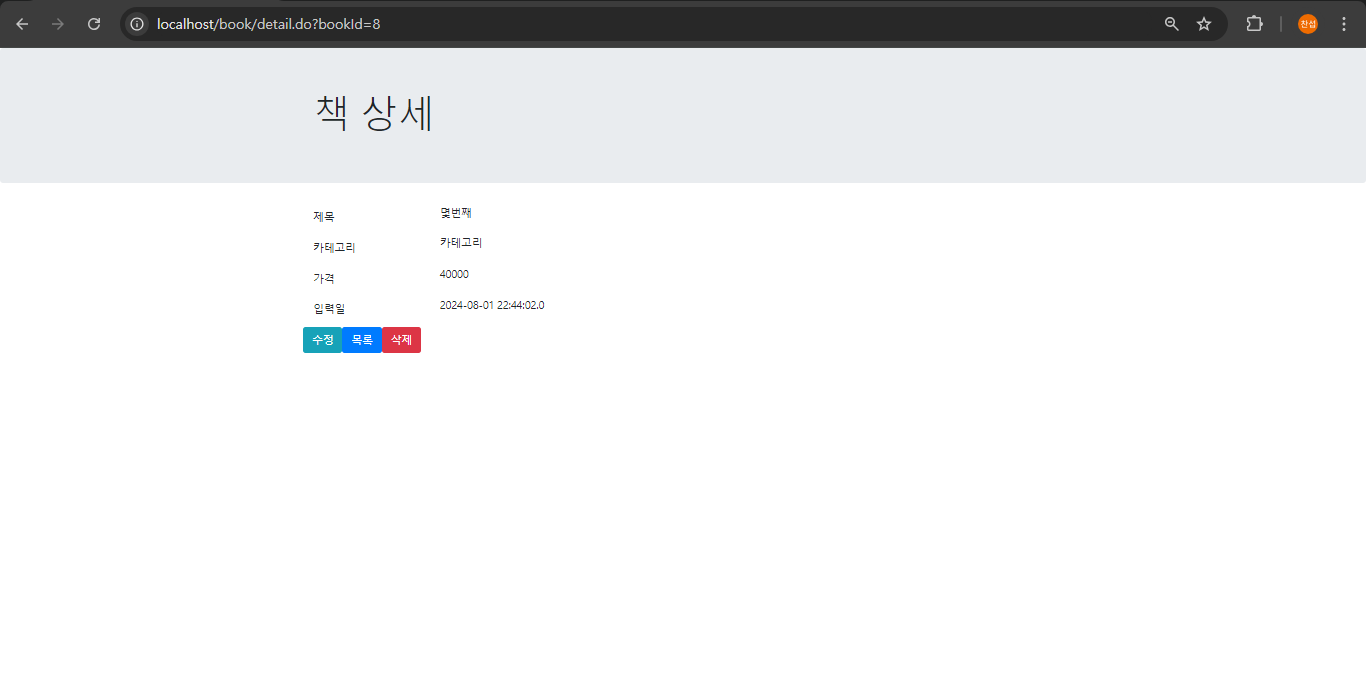 localhost/book/detail.do?bookId=8
찬섭
책 상세
제목 몇번째
카테고리 카테고리
가격 40000
입력일 2024-08-01 22:44:02.0
수정 목록 삭제